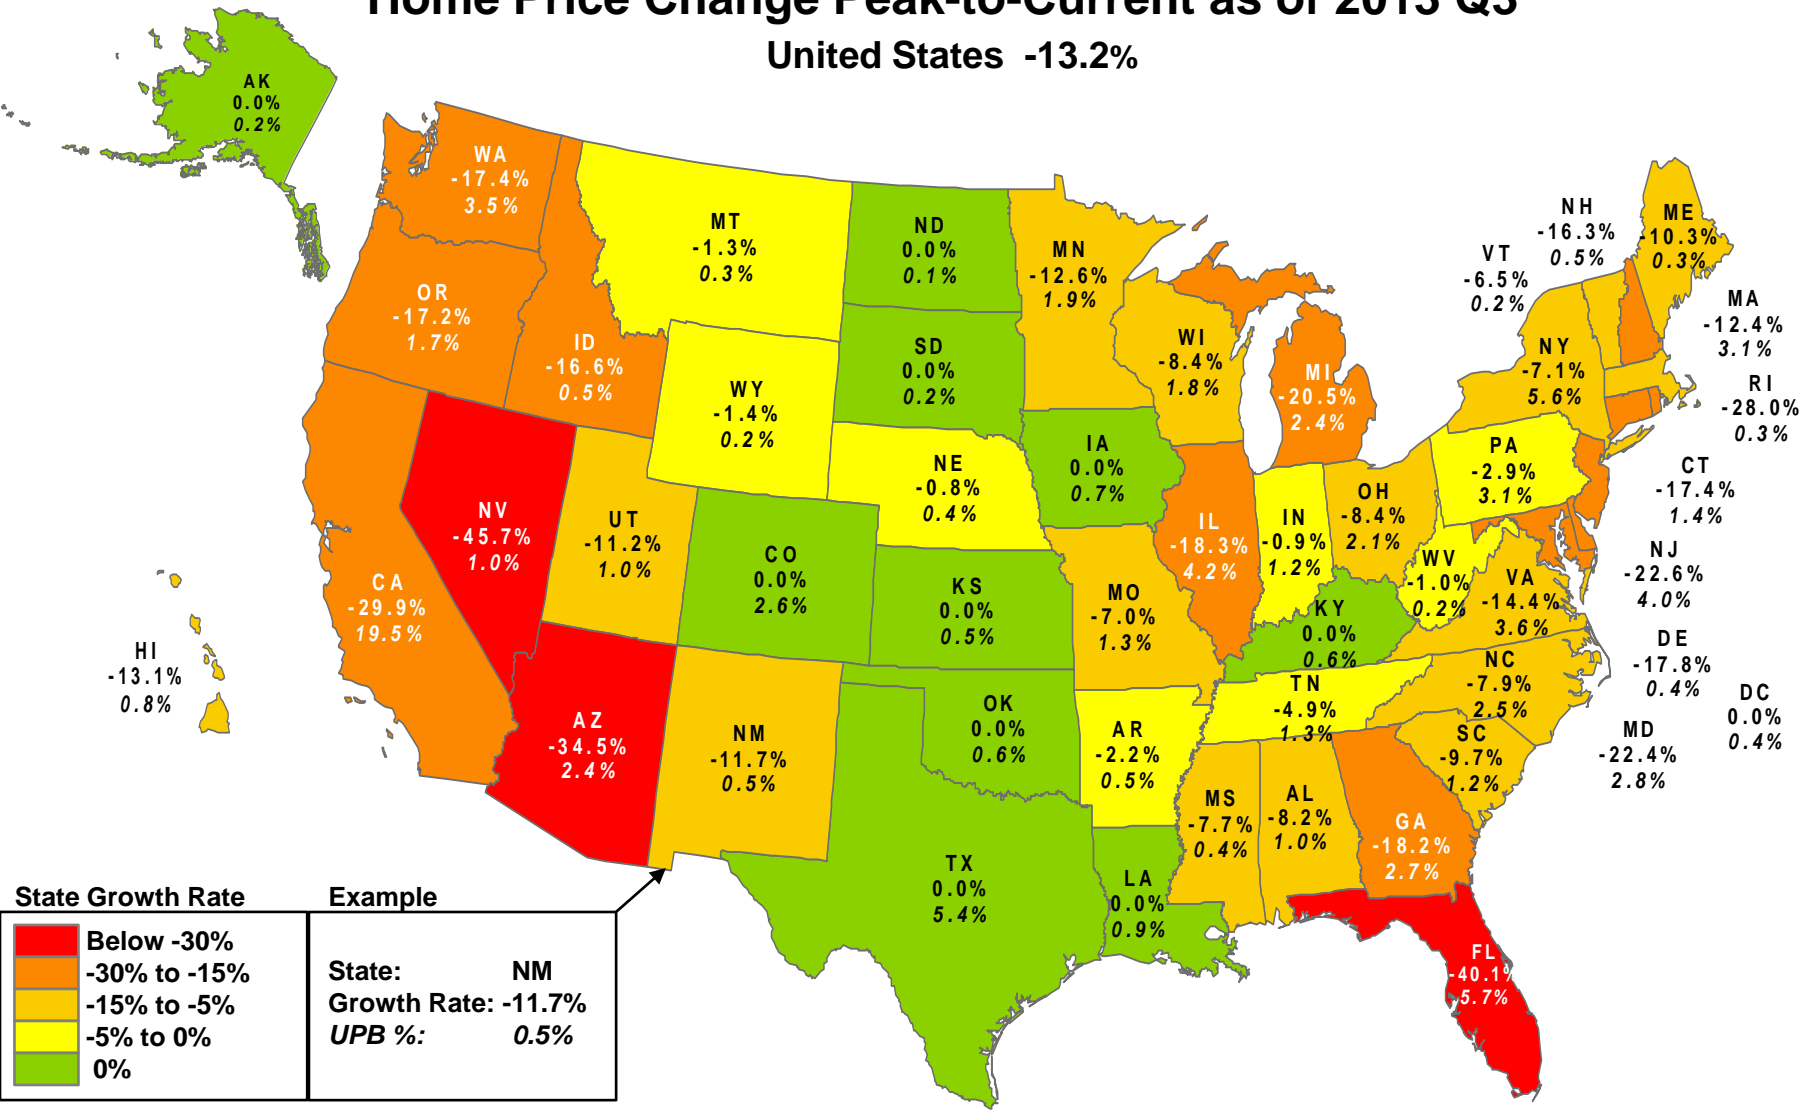 Home Price Change Peak-to-Current as of 2013 Q3
United States -13.2%
AK
0.0%
0.2%
WA
-17.4%
3.5%
OR
-17.2%
1.7%
ID
-16.6%
0.5%
MT
-1.3%
0.3%
WY
-1.4%
0.2%
ND
0.0%
0.1%
SD
0.0%
0.2%
NE
-0.8%
0.4%
MN
-12.6%
1.9%
IA
0.0%
0.7%
WI
-8.4%
1.8%
MI
-20.5%
2.4%
NH
-16.3%
0.5%
VT
-6.5%
0.2%
ME
-10.3%
0.3%
MA
-12.4%
3.1%
NY
-7.1%
5.6%
RI
-28.0%
0.3%
CT
-17.4%
1.4%
PA
-2.9%
3.1%
NJ
-22.6%
4.0%
CA
-29.9%
19.5%
NV
-45.7%
1.0%
UT
-11.2%
1.0%
CO
0.0%
2.6%
KS
0.0%
0.5%
MO
-7.0%
1.3%
IL
-18.3%
4.2%
IN
-0.9%
1.2%
OH
-8.4%
2.1%
WV
-1.0%
0.2%
VA
-14.4%
3.6%
KY
0.0%
0.6%
DE
-17.8%
0.4%
DC
0.0%
0.4%
MD
-22.4%
2.8%
HI
-13.1%
0.8%
AZ
-34.5%
2.4%
NM
-11.7%
0.5%
OK
0.0%
0.6%
AR
-2.2%
0.5%
TN
-4.9%
1.3%
NC
-7.9%
2.5%
SC
-9.7%
1.2%
MS
-7.7%
0.4%
AL
-8.2%
1.0%
GA
-18.2%
2.7%
TX
0.0%
5.4%
LA
0.0%
0.9%
FL
-40.1%
5.7%
State Growth Rate
Below -30%
-30% to -15%
-15% to -5%
-5% to 0%
0%
Example
State: NM
Growth Rate: -11.7%
UPB %: 0.5%